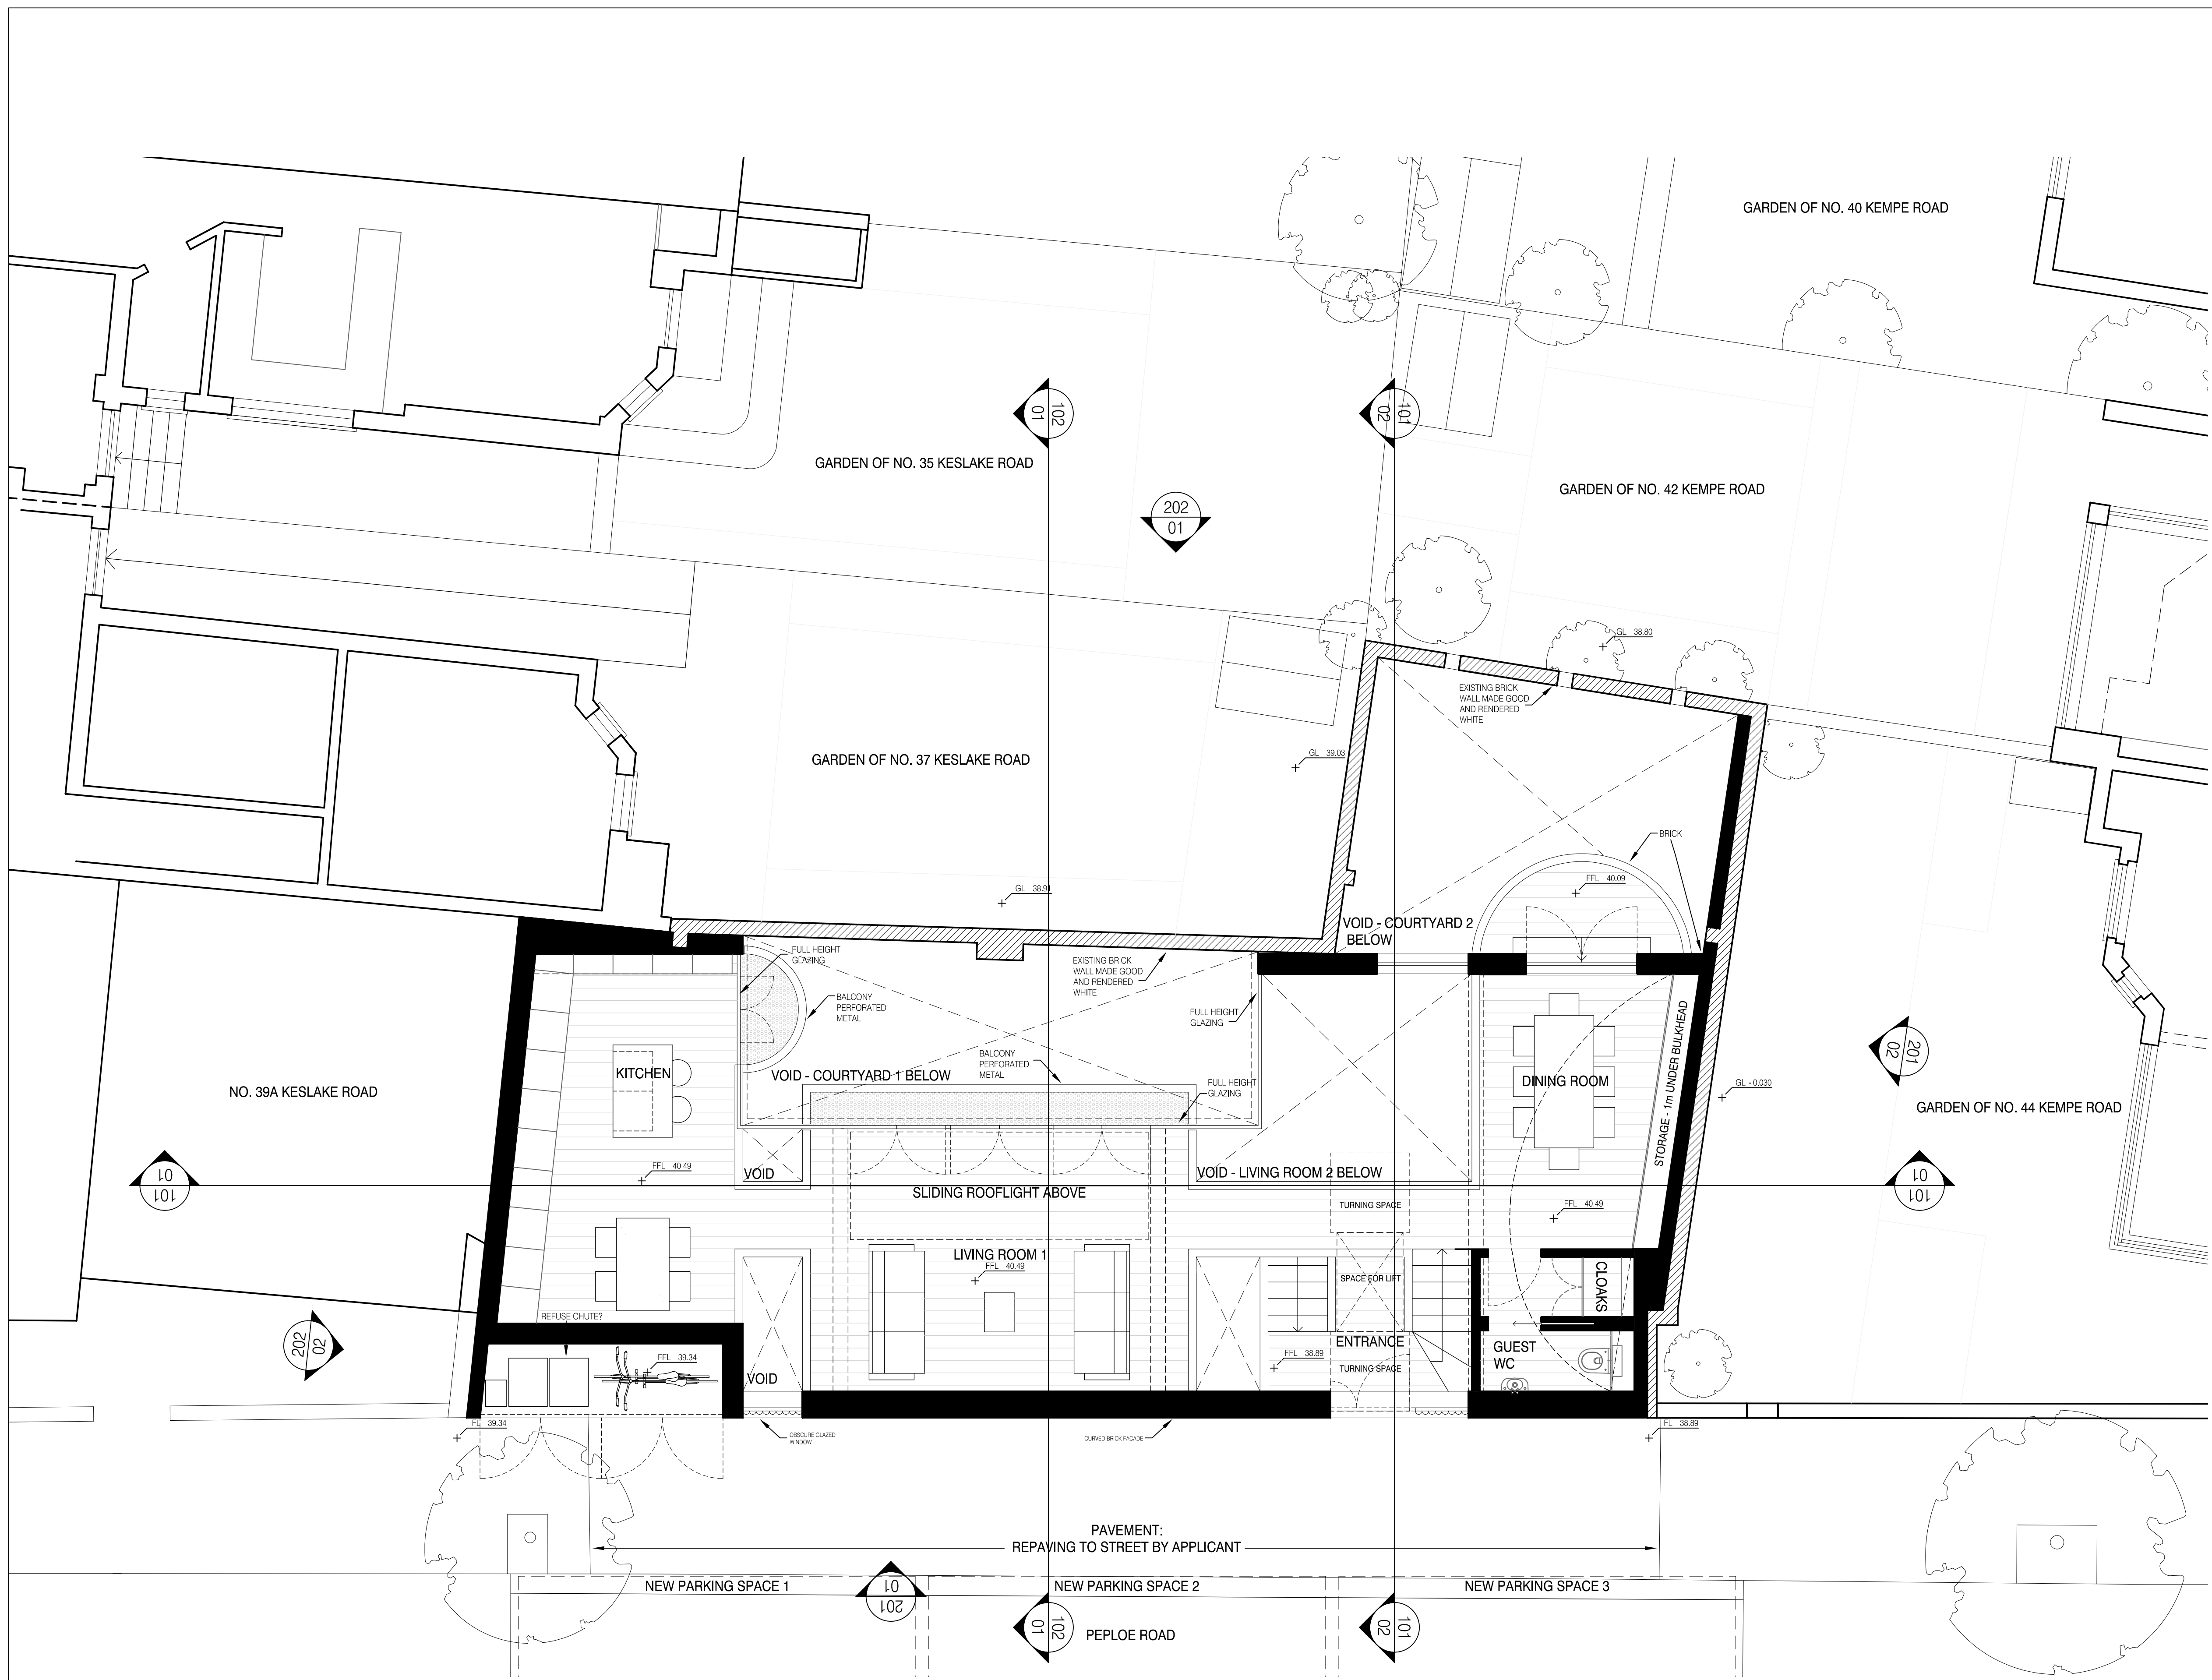 GARDEN OF NO. 40 KEMPE ROAD
102
01
101
02
GARDEN OF NO. 35 KESLAKE ROAD
GARDEN OF NO. 42 KEMPE ROAD
202
01
GL 38.80
EXISTING BRICK
WALL MADE GOOD
AND RENDERED
WHITE
GL 39.03
GARDEN OF NO. 37 KESLAKE ROAD
BRICK
GL 38.91
FFL 40.09
VOID - COURTYARD 2
BELOW
FULL HEIGHT
GLAZING
EXISTING BRICK
WALL MADE GOOD
AND RENDERED
WHITE
BALCONY
PERFORATED
METAL
FULL HEIGHT
GLAZING
STORAGE - 1m UNDER BULKHEAD
201
02
BALCONY
PERFORATED
METAL
KITCHEN
VOID - COURTYARD 1 BELOW
FULL HEIGHT
GLAZING
DINING ROOM
GL - 0.030
NO. 39A KESLAKE ROAD
GARDEN OF NO. 44 KEMPE ROAD
FFL 40.49
VOID
VOID - LIVING ROOM 2 BELOW
01
101
01
101
SLIDING ROOFLIGHT ABOVE
TURNING SPACE
FFL 40.49
LIVING ROOM 1
FFL 40.49
SPACE FOR LIFT
CLOAKS
REFUSE CHUTE?
202
02
ENTRANCE
GUEST
WC
FFL 39.34
FFL 38.89
TURNING SPACE
VOID
FL 39.34
OBSCURE GLAZED
WINDOW
CURVED BRICK FACADE
FL 38.89
PAVEMENT:
REPAVING TO STREET BY APPLICANT
NEW PARKING SPACE 1
01
201
NEW PARKING SPACE 2
NEW PARKING SPACE 3
102
01
PEPLOE ROAD
101
02